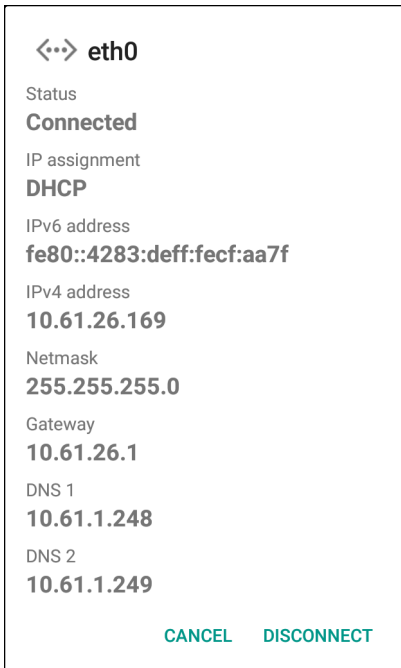 eth0
Status
Connected
IP assignment
DHCP
IPv6 address
fe80::4283:deff:fecf:aa7f
IPv4 address
10.61.26.169
Netmask
255.255.255.0
Gateway
10.61.26.1
DNS 1
10.61.1.248
DNS 2
10.61.1.249
CANCEL DISCONNECT